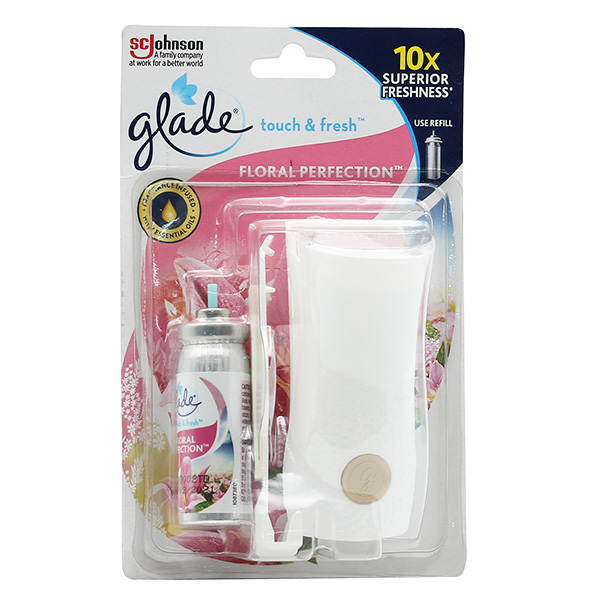 SC Johnson
A family company
at work for a better world
glade®
touch & fresh™
10x
SUPERIOR
FRESHNESS*
USE REFILL
FLORAL PERFECTION™
FRAGRANCE INFUSED
WITH ESSENTIAL OILS
glade
touch & fresh™
FLORAL
PERFECTION™
2021